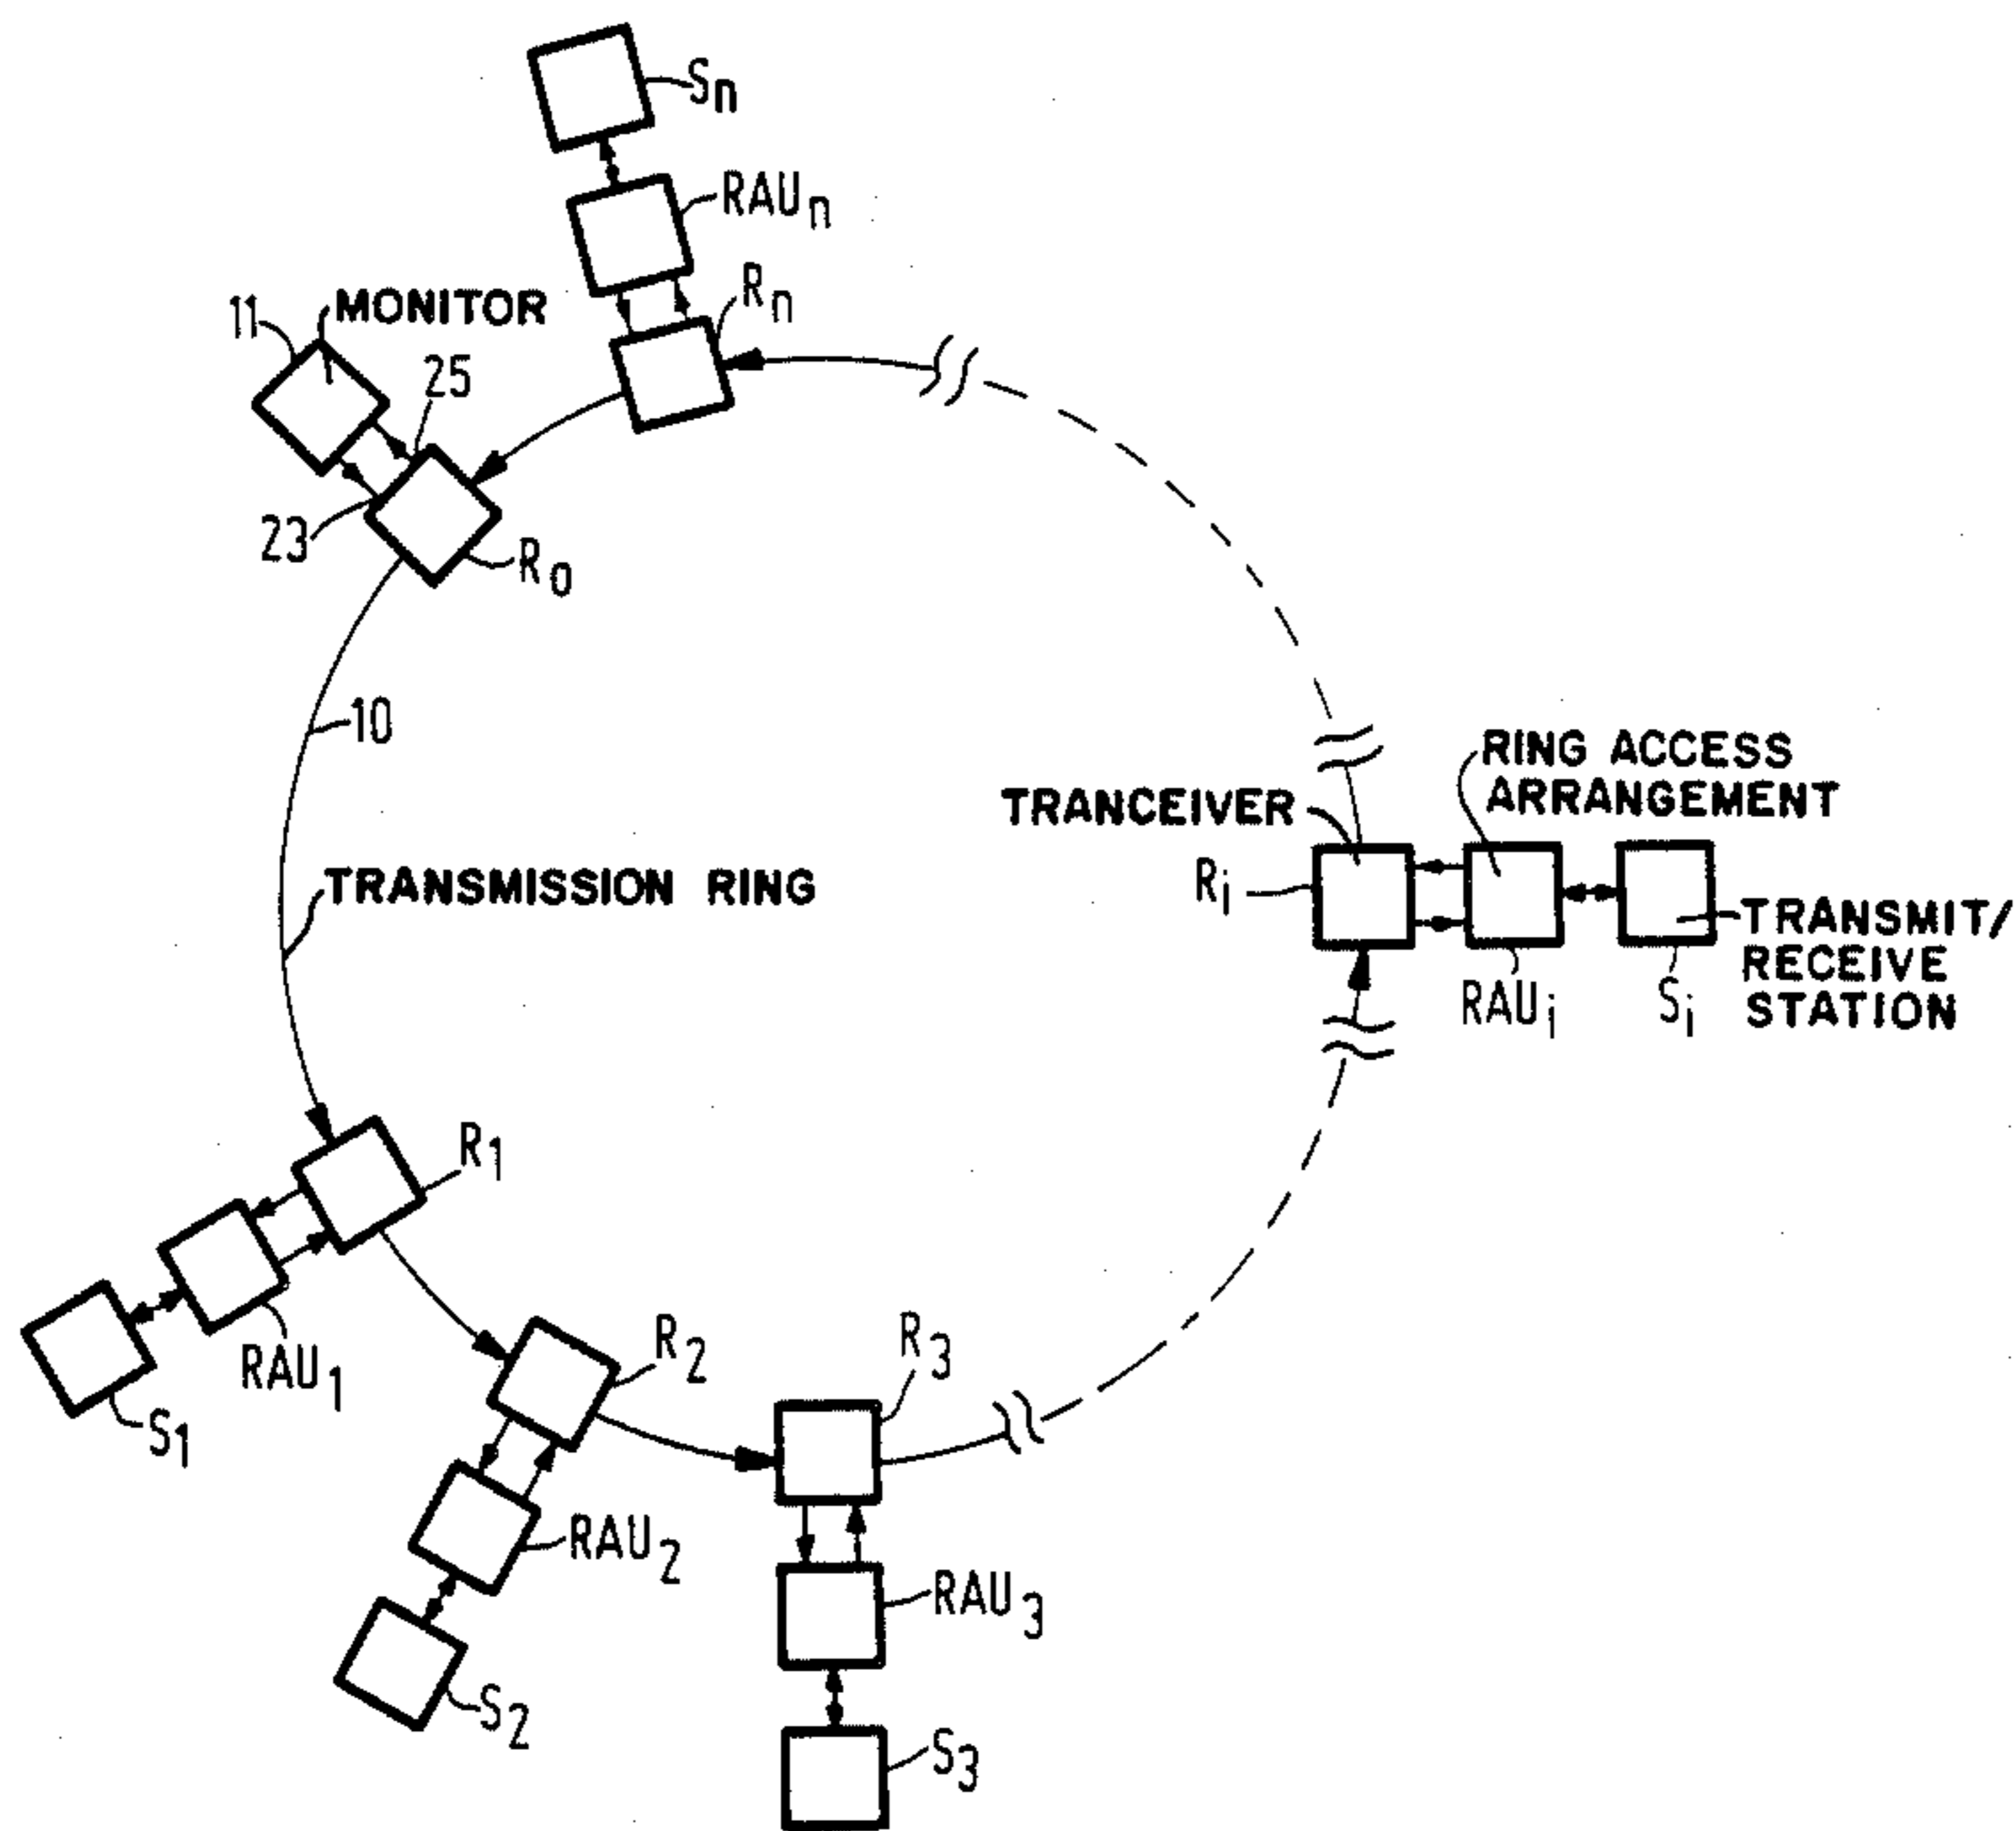 Sn
RAUn
Rn
11
MONITOR
25
23
Ro
10
TRANSMISSION RING
RING ACCESS
ARRANGEMENT
TRANCEIVER
Ri
RAUi
Si
TRANSMIT/
RECEIVE
STATION
R1
RAU1
S1
R2
RAU2
S2
R3
RAU3
S3